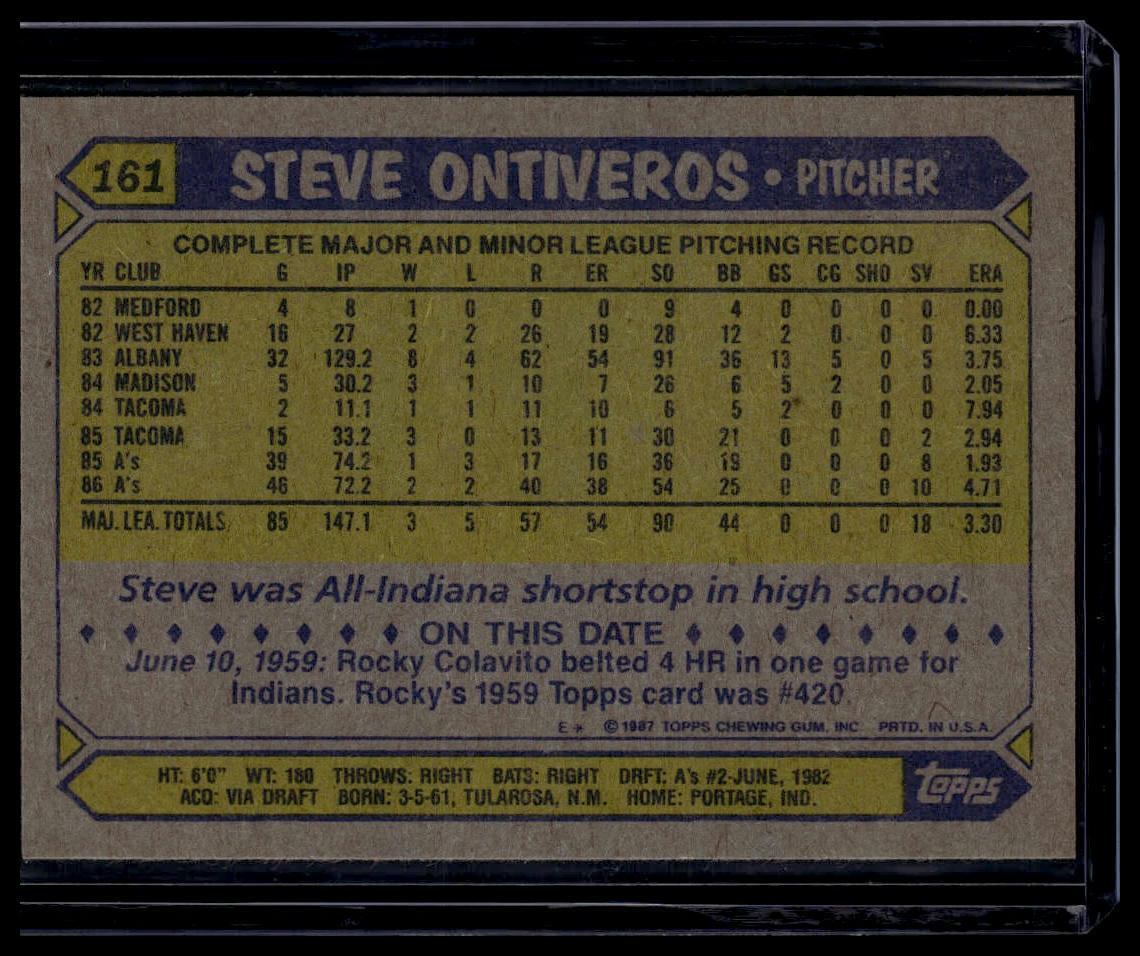 161 STEVE ONTIVEROS • PITCHER
COMPLETE MAJOR AND MINOR LEAGUE PITCHING RECORD
YR CLUB G IP W L R ER SO BB GS CG SHO SV ERA
82 MEDFORD 4 8 1 0 0 0 9 4 0 0 0 0 0.00
82 WEST HAVEN 16 27 2 2 26 19 28 12 2 0 0 0 6.33
83 ALBANY 32 129.2 8 4 62 54 91 36 13 5 0 5 3.75
84 MADISON 5 30.2 3 1 10 7 26 6 5 2 0 0 2.05
84 TACOMA 2 11.1 1 1 11 10 6 5 2 0 0 0 7.94
85 TACOMA 15 33.2 3 0 13 11 30 21 0 0 0 2 2.94
85 A's 39 74.2 1 3 17 16 36 19 0 0 0 8 1.93
86 A's 46 72.2 2 2 40 38 54 25 0 0 0 10 4.71
MAJ. LEA. TOTALS 85 147.1 3 5 57 54 90 44 0 0 0 18 3.30
Steve was All-Indiana shortstop in high school.
ON THIS DATE
June 10, 1959: Rocky Colavito belted 4 HR in one game for
Indians. Rocky's 1959 Topps card was #420.
E* © 1987 TOPPS CHEWING GUM, INC. PRTD. IN U.S.A.
HT: 6'0" WT: 180 THROWS: RIGHT BATS: RIGHT DRFT: A's #2-JUNE, 1982
ACQ: VIA DRAFT BORN: 3-5-61, TULAROSA, N.M. HOME: PORTAGE, IND.
topps